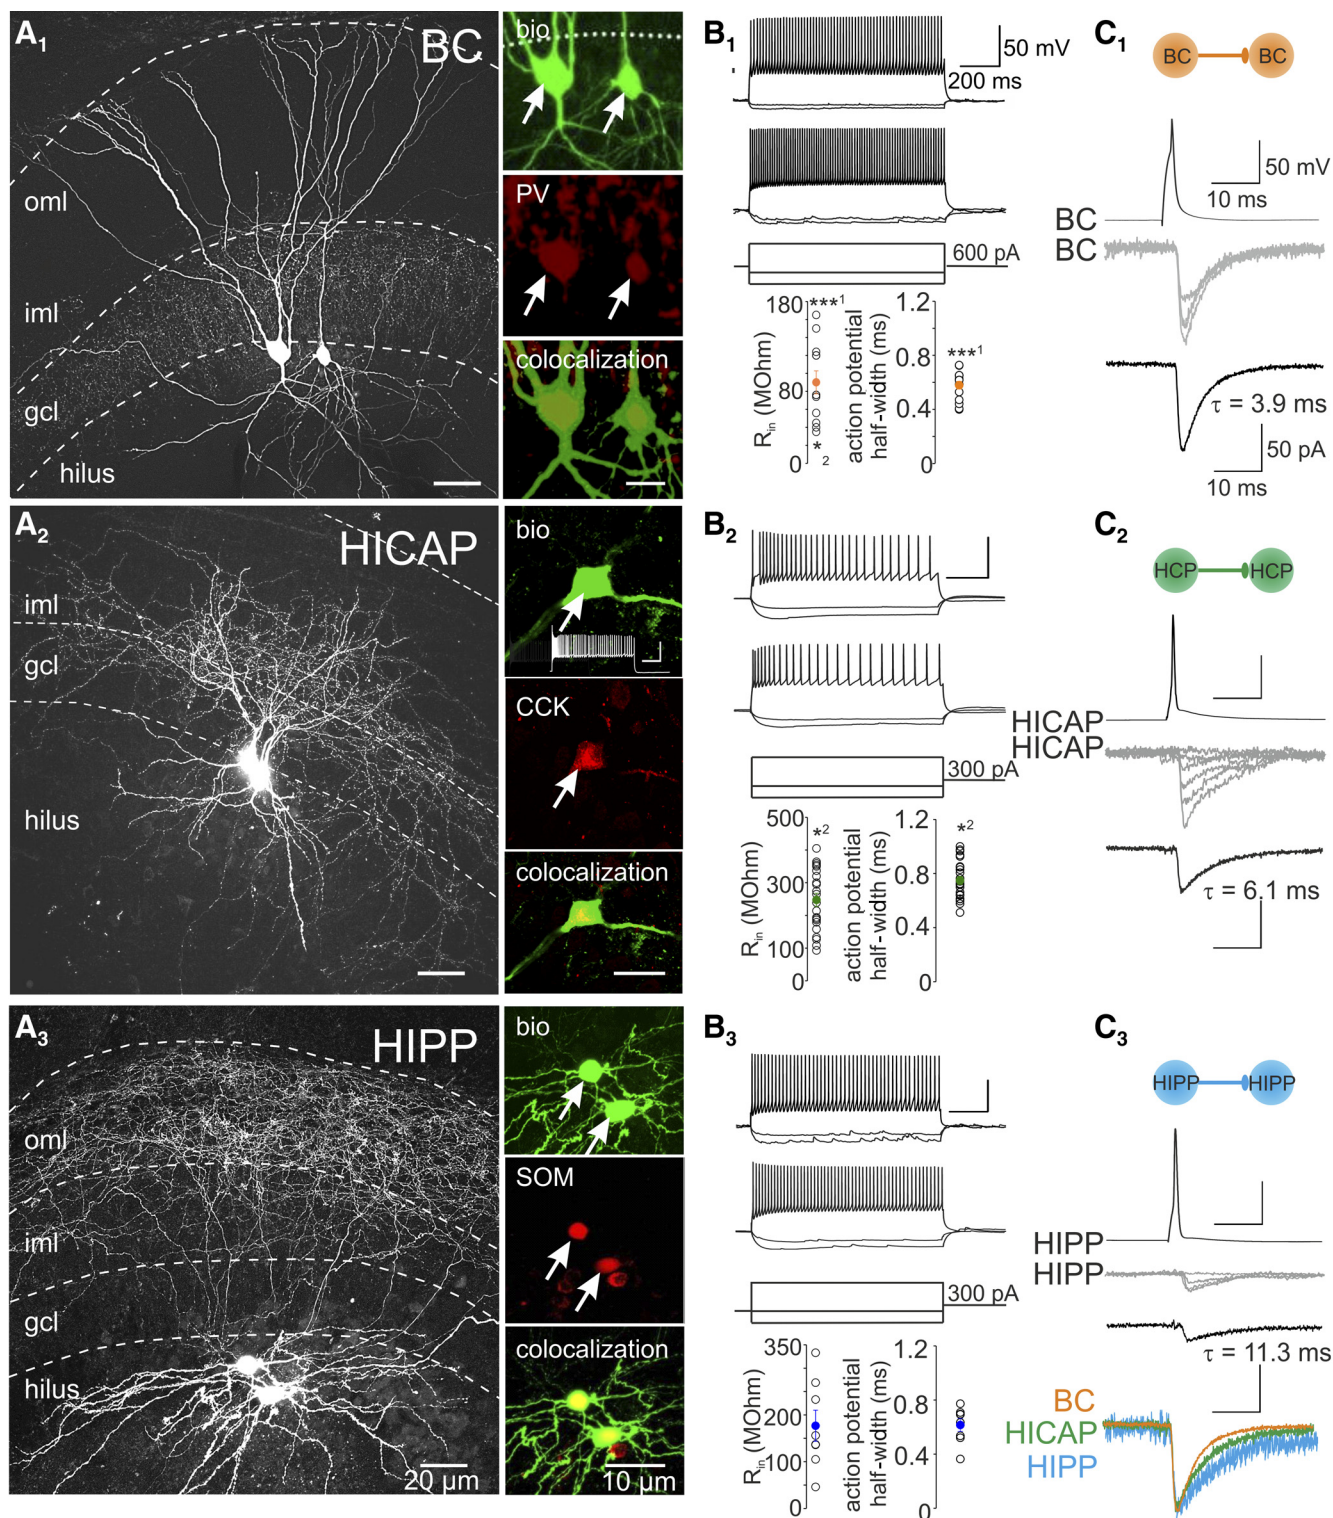 A1
BC
oml
iml
gcl
hilus
bio
PV
colocalization
B1
50 mV
200 ms
600 pA
Rin (MOhm)
180
80
0
***1
*
2
action potential
half-width (ms)
1.2
0.8
0.4
0
***1
C1
BC
BC
50 mV
10 ms
BC
BC
τ = 3.9 ms
50 pA
10 ms
A2
HICAP
iml
gcl
hilus
bio
CCK
colocalization
B2
300 pA
Rin (MOhm)
500
300
100
0
*2
action potential
half-width (ms)
1.2
0.8
0.4
0
*2
C2
HCP
HCP
HICAP
HICAP
τ = 6.1 ms
A3
HIPP
oml
iml
gcl
hilus
20 µm
bio
SOM
colocalization
10 µm
B3
300 pA
Rin (MOhm)
350
200
100
0
action potential
half-width (ms)
1.2
0.8
0.4
0
C3
HIPP
HIPP
HIPP
HIPP
τ = 11.3 ms
BC
HICAP
HIPP